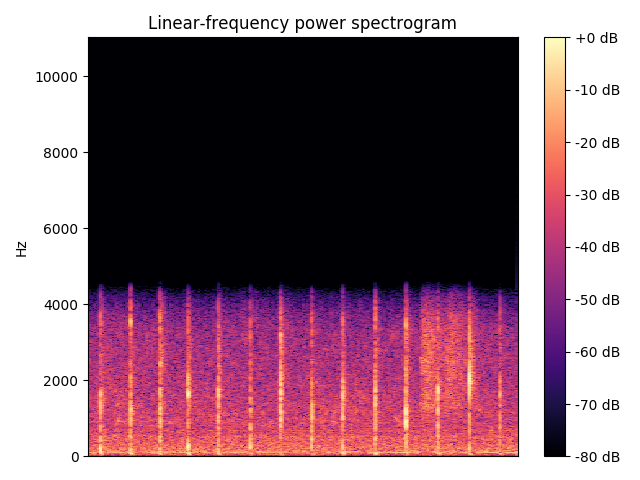 Linear-frequency power spectrogram
Hz
10000
8000
6000
4000
2000
0
+0 dB
-10 dB
-20 dB
-30 dB
-40 dB
-50 dB
-60 dB
-70 dB
-80 dB